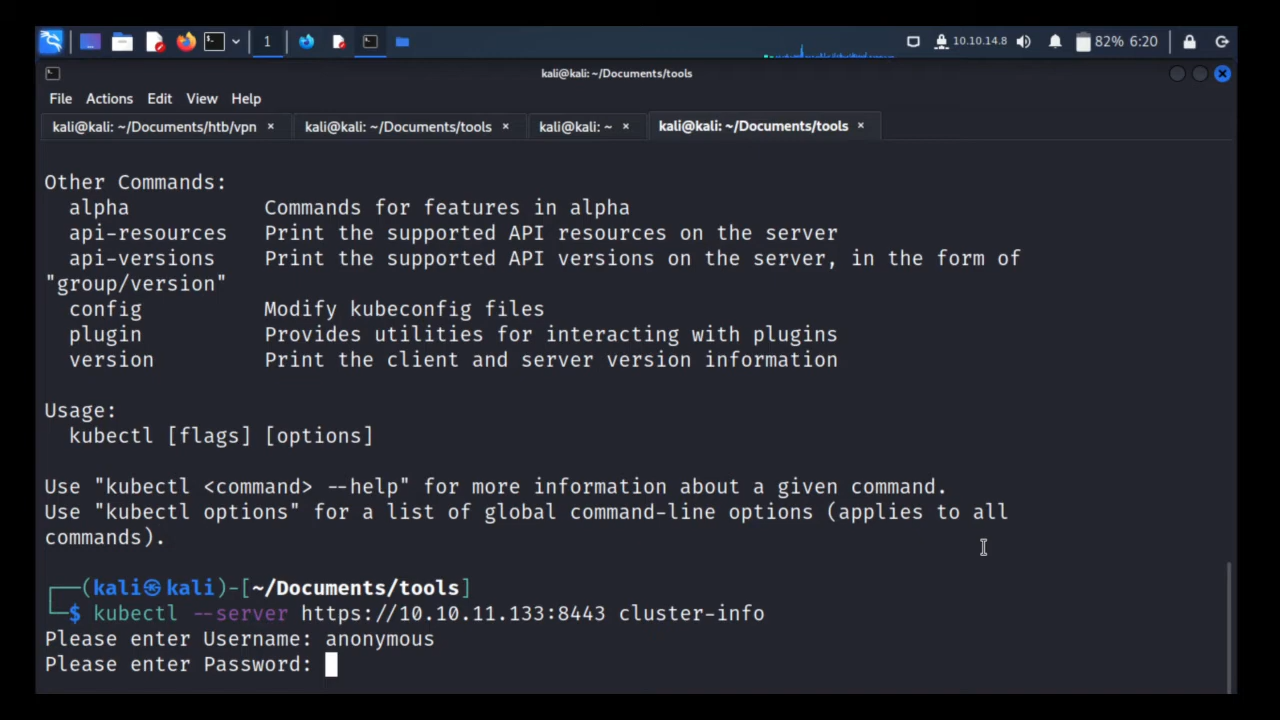 1
10.10.14.8
82% 6:20
kali@kali: ~/Documents/tools
File Actions Edit View Help
kali@kali: ~/Documents/htb/vpn × kali@kali: ~/Documents/tools × kali@kali: ~ × kali@kali: ~/Documents/tools ×
Other Commands:
alpha Commands for features in alpha
api-resources Print the supported API resources on the server
api-versions Print the supported API versions on the server, in the form of
"group/version"
config Modify kubeconfig files
plugin Provides utilities for interacting with plugins
version Print the client and server version information
Usage:
kubectl [flags] [options]
Use "kubectl <command> --help" for more information about a given command.
Use "kubectl options" for a list of global command-line options (applies to all
commands).
┌──(kali㉿kali)-[~/Documents/tools]
└─$ kubectl --server https://10.10.11.133:8443 cluster-info
Please enter Username: anonymous
Please enter Password: